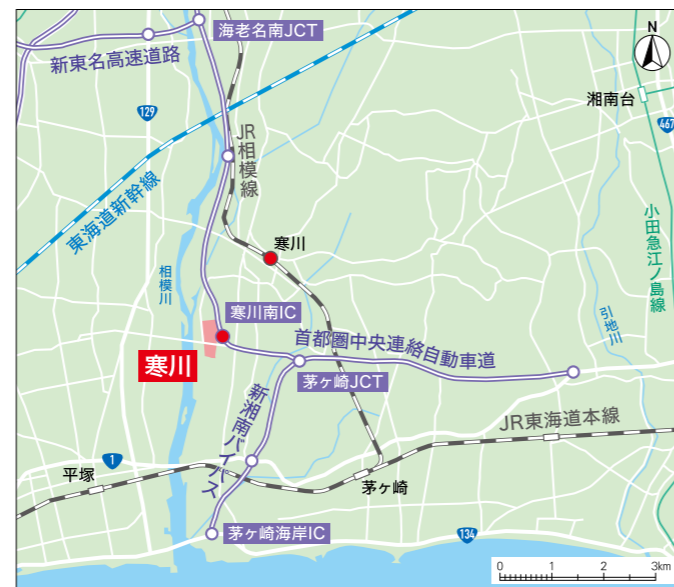 海老名南JCT
N
新東名高速道路
湘南台
129
467
JR相模線
東海道新幹線
寒川
小田急江ノ島線
相模川
寒川南IC
引地川
首都圏中央連絡自動車道
寒川
茅ヶ崎JCT
新湘南バイパス
JR東海道本線
1
平塚
茅ヶ崎
茅ヶ崎海岸IC
134
0 1 2 3km